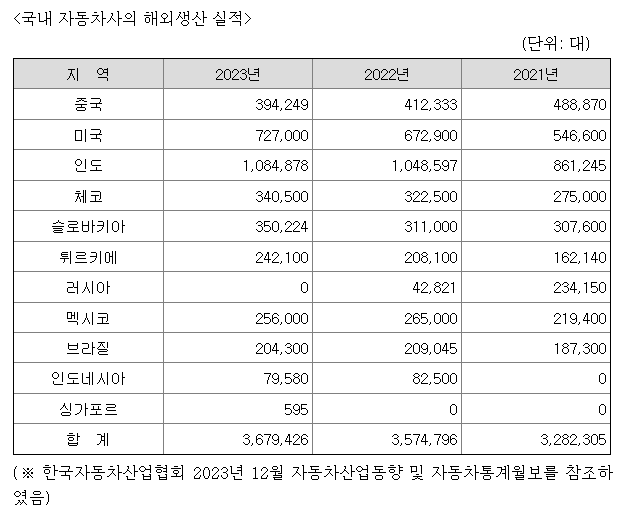 <국내 자동차사의 해외생산 실적>
(단위: 대)
지 역 2023년 2022년 2021년
중국 394,249 412,333 488,870
미국 727,000 672,900 546,600
인도 1,084,878 1,048,597 861,245
체코 340,500 322,500 275,000
슬로바키아 350,224 311,000 307,600
튀르키에 242,100 208,100 162,140
러시아 0 42,821 234,150
멕시코 256,000 265,000 219,400
브라질 204,300 209,045 187,300
인도네시아 79,580 82,500 0
싱가포르 595 0 0
합 계 3,679,426 3,574,796 3,282,305
(※ 한국자동차산업협회 2023년 12월 자동차산업동향 및 자동차통계월보를 참조하
였음)